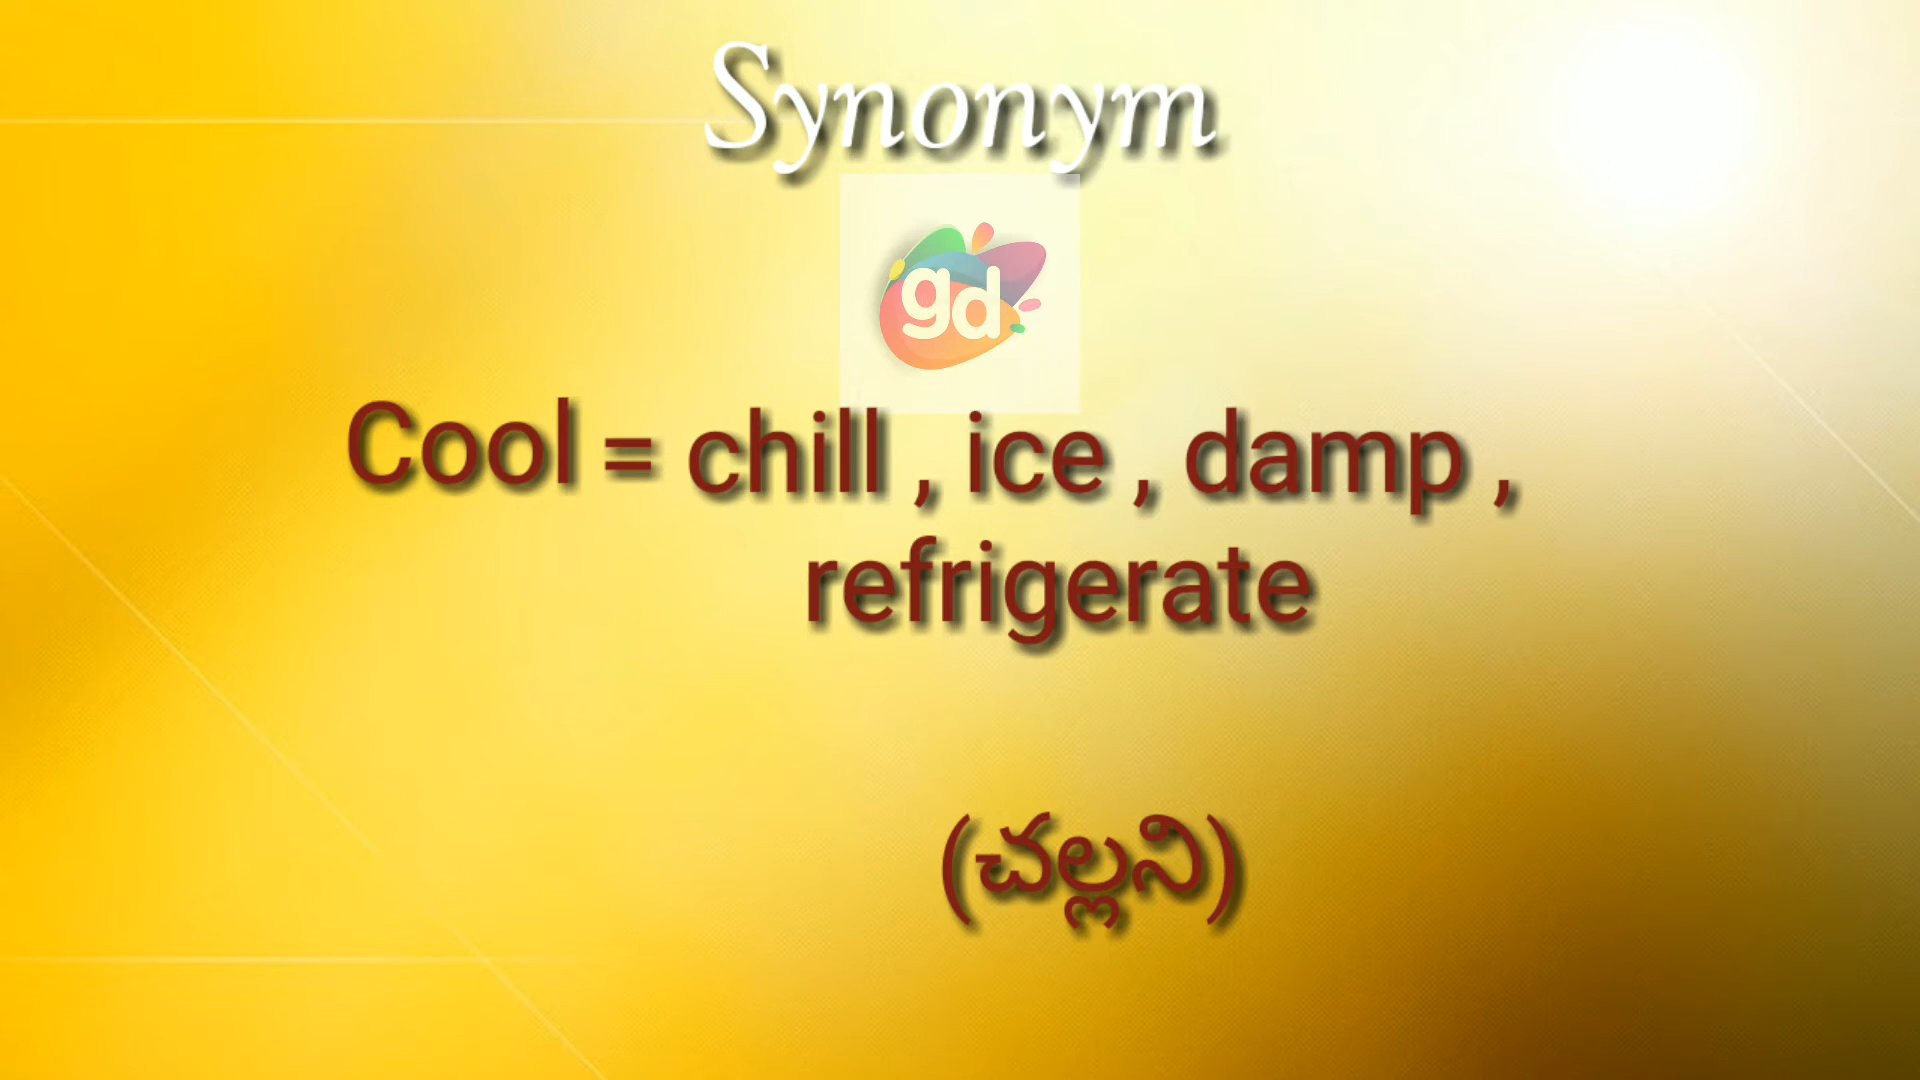 Synonym
gd
Cool = chill , ice , damp ,
refrigerate
(చల్లని)